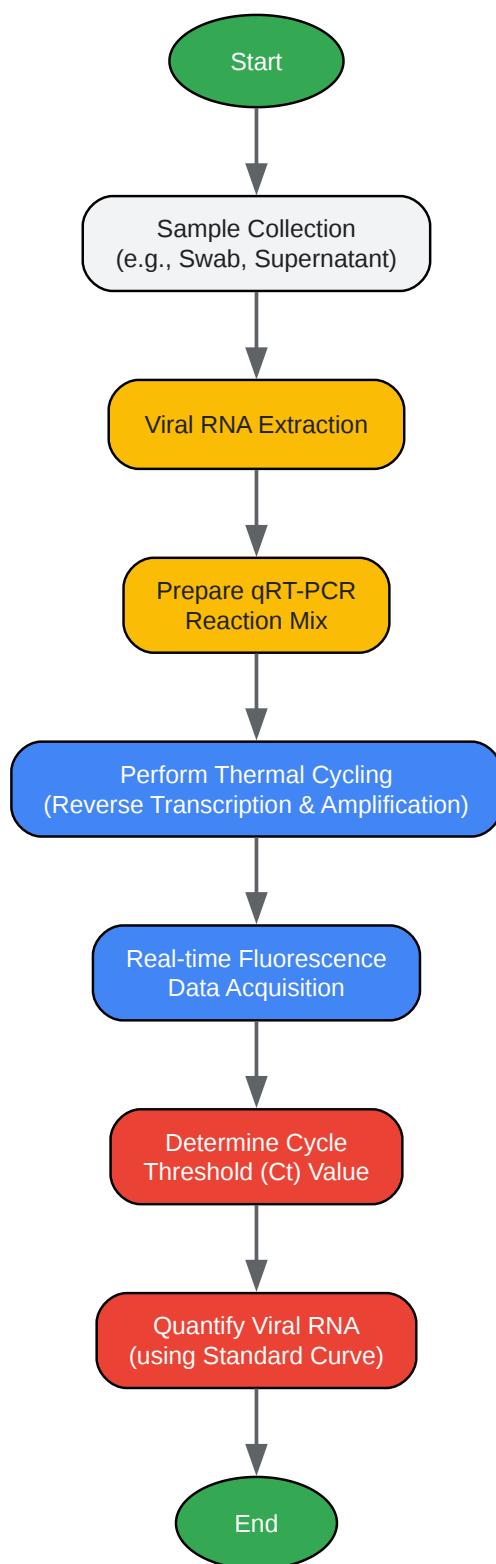 Start
Sample Collection
(e.g., Swab, Supernatant)
Viral RNA Extraction
Prepare qRT-PCR
Reaction Mix
Perform Thermal Cycling
(Reverse Transcription & Amplification)
Real-time Fluorescence
Data Acquisition
Determine Cycle
Threshold (Ct) Value
Quantify Viral RNA
(using Standard Curve)
End